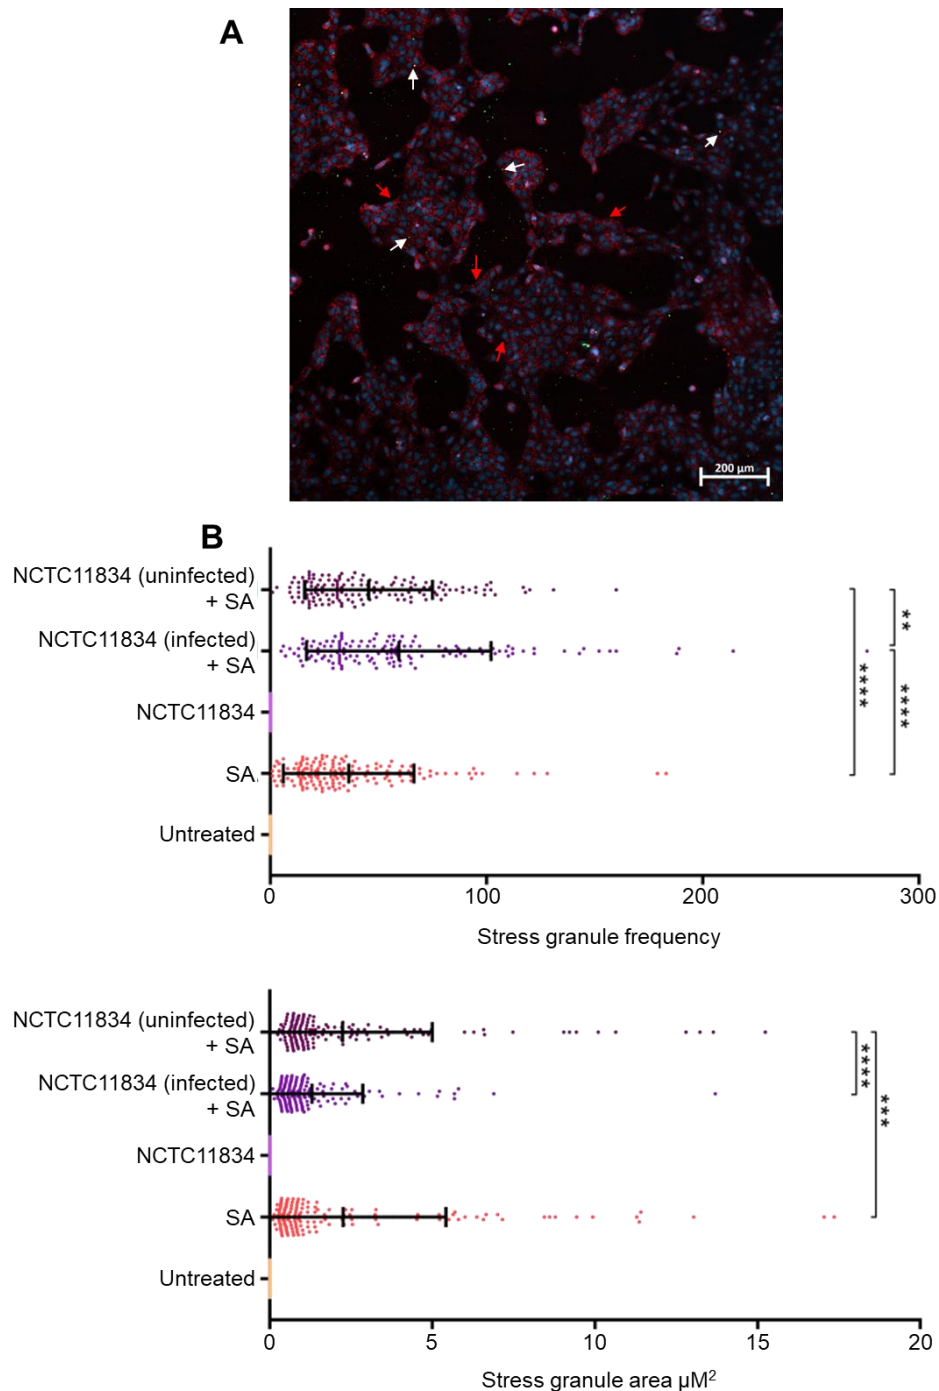 A
200 µm
B
NCTC11834 (uninfected)
+ SA
NCTC11834 (infected)
+ SA
NCTC11834
SA
Untreated
**
****
****
0 100 200 300
Stress granule frequency
NCTC11834 (uninfected)
+ SA
NCTC11834 (infected)
+ SA
NCTC11834
SA
Untreated
****
***
0 5 10 15 20
Stress granule area µM²